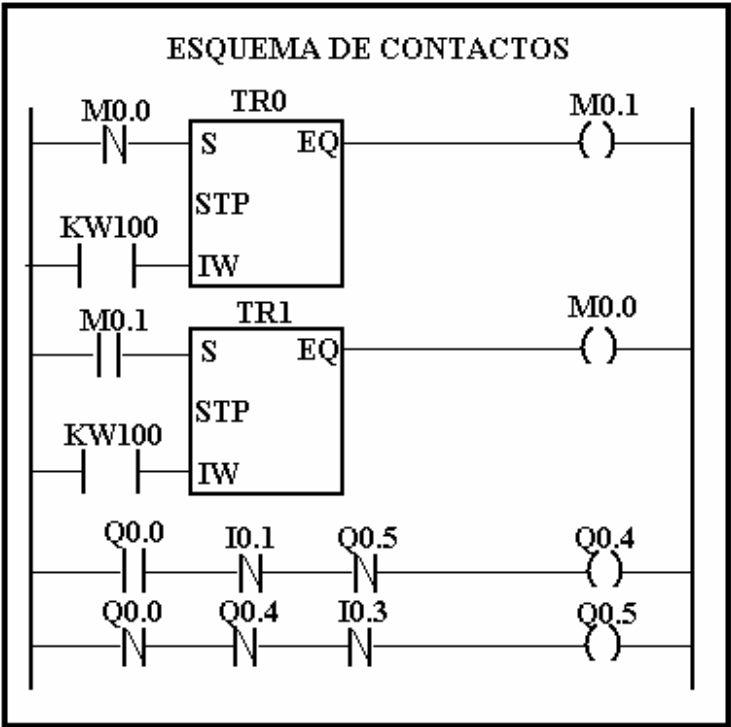 ESQUEMA DE CONTACTOS
M0.0 TR0 M0.1
S EQ
STP
KW100
IW
M0.1 TR1 M0.0
S EQ
STP
KW100
IW
Q0.0 I0.1 Q0.5 Q0.4
Q0.0 Q0.4 I0.3 Q0.5